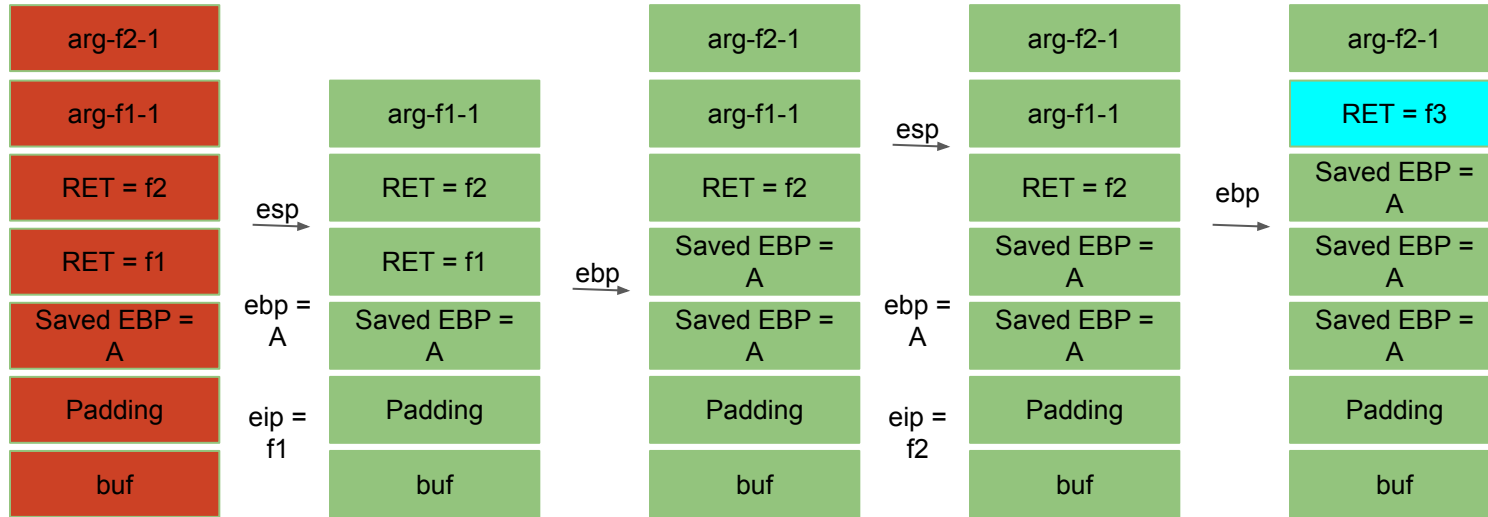 arg-f2-1
arg-f1-1
RET = f2
RET = f1
Saved EBP =
A
Padding
buf
esp
ebp =
A
eip =
f1
arg-f1-1
RET = f2
RET = f1
Saved EBP =
A
Padding
buf
ebp
arg-f2-1
arg-f1-1
RET = f2
Saved EBP =
A
Saved EBP =
A
Padding
buf
esp
ebp =
A
eip =
f2
arg-f2-1
arg-f1-1
RET = f2
Saved EBP =
A
Saved EBP =
A
Padding
buf
ebp
arg-f2-1
RET = f3
Saved EBP =
A
Saved EBP =
A
Saved EBP =
A
Padding
buf